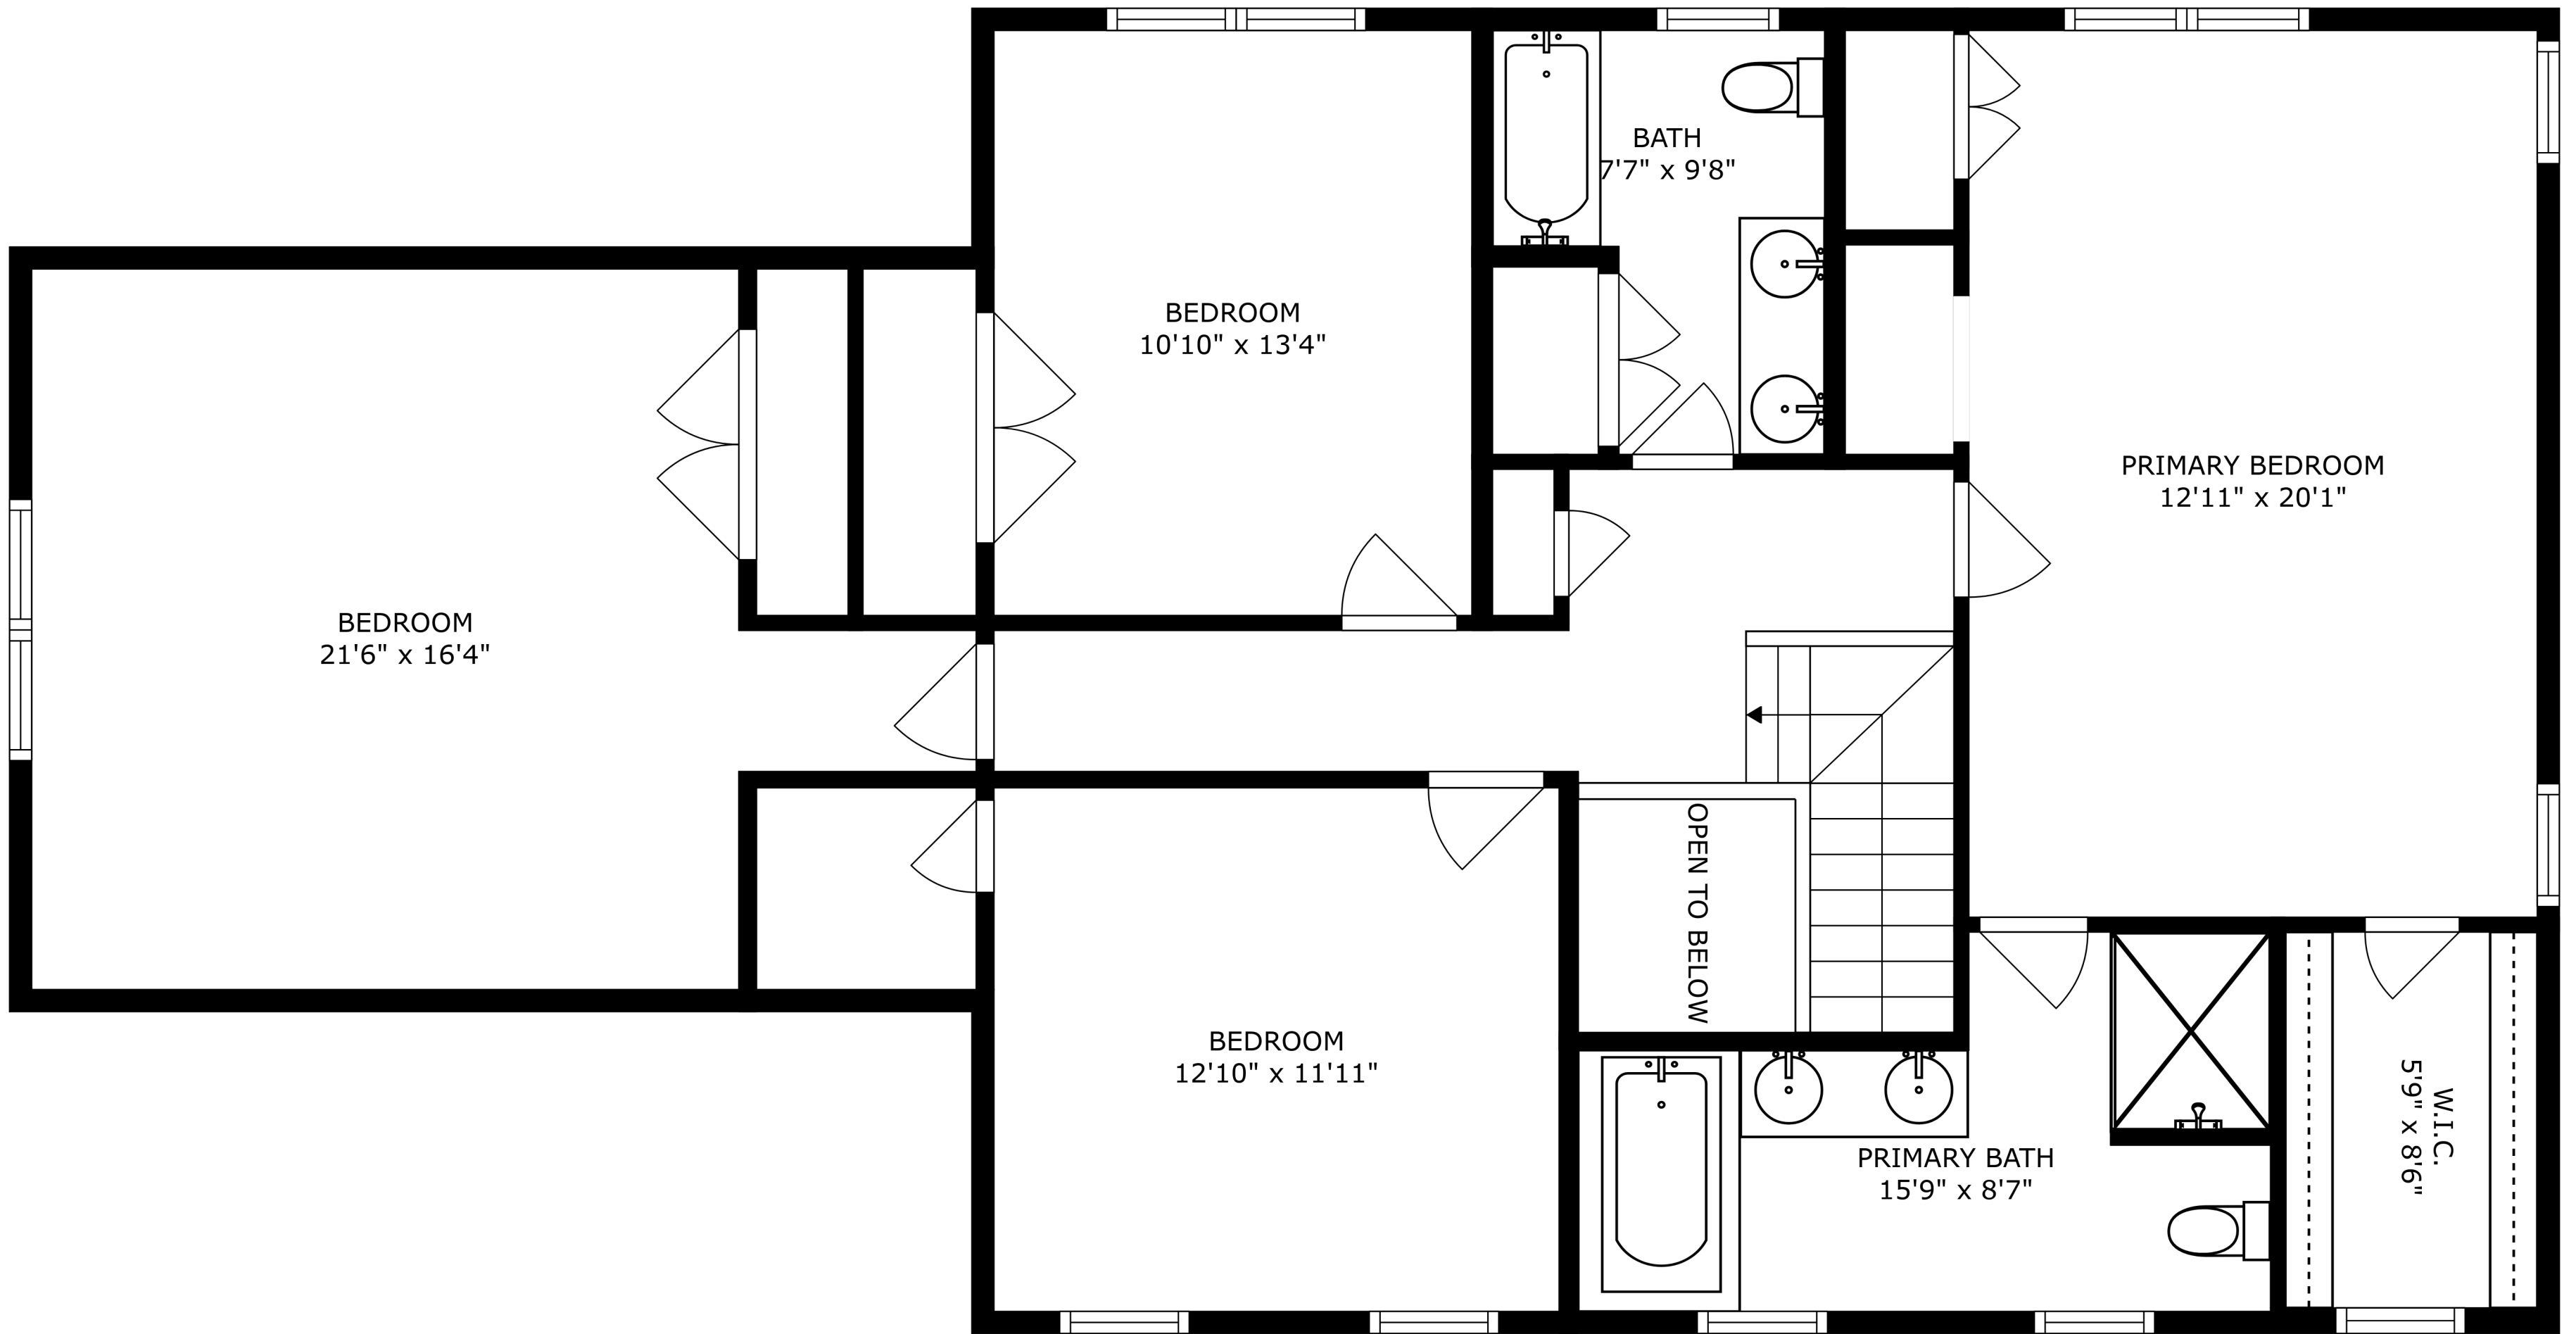 BATH
7'7" x 9'8"
BEDROOM
10'10" x 13'4"
PRIMARY BEDROOM
12'11" x 20'1"
BEDROOM
21'6" x 16'4"
OPEN TO BELOW
BEDROOM
12'10" x 11'11"
PRIMARY BATH
15'9" x 8'7"
W.I.C.
5'9" x 8'6"